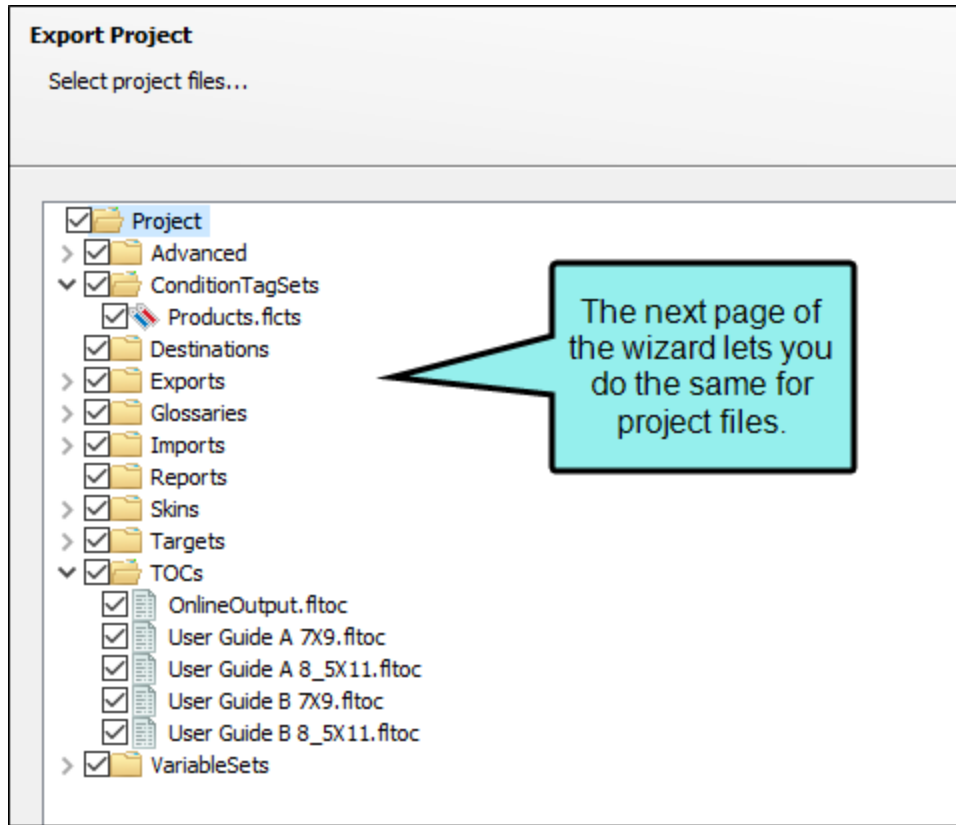 Export Project
Select project files...
Project
Advanced
ConditionTagSets
Products.flcts
Destinations
Exports
Glossaries
Imports
Reports
Skins
Targets
TOCs
OnlineOutput.fltoc
User Guide A 7X9.fltoc
User Guide A 8_5X11.fltoc
User Guide B 7X9.fltoc
User Guide B 8_5X11.fltoc
VariableSets
The next page of
the wizard lets you
do the same for
project files.